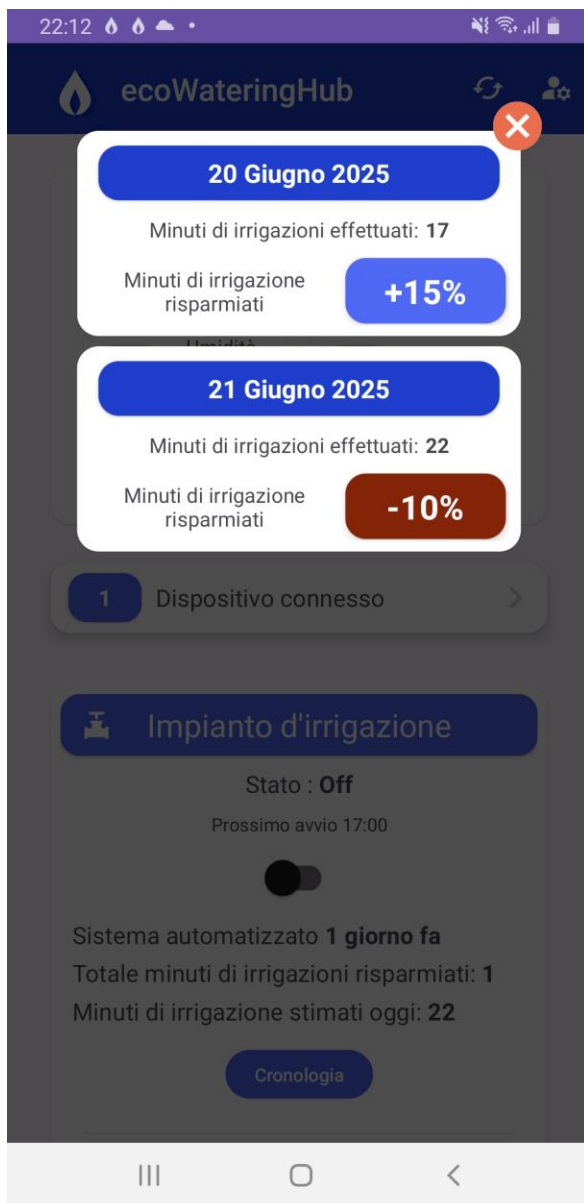 22:12
ecoWateringHub
20 Giugno 2025
Minuti di irrigazioni effettuati: 17
Minuti di irrigazione
risparmiati
+15%
Umidità
21 Giugno 2025
Minuti di irrigazioni effettuati: 22
Minuti di irrigazione
risparmiati
-10%
1 Dispositivo connesso
Impianto d'irrigazione
Stato : Off
Prossimo avvio 17:00
Sistema automatizzato 1 giorno fa
Totale minuti di irrigazioni risparmiati: 1
Minuti di irrigazione stimati oggi: 22
Cronologia